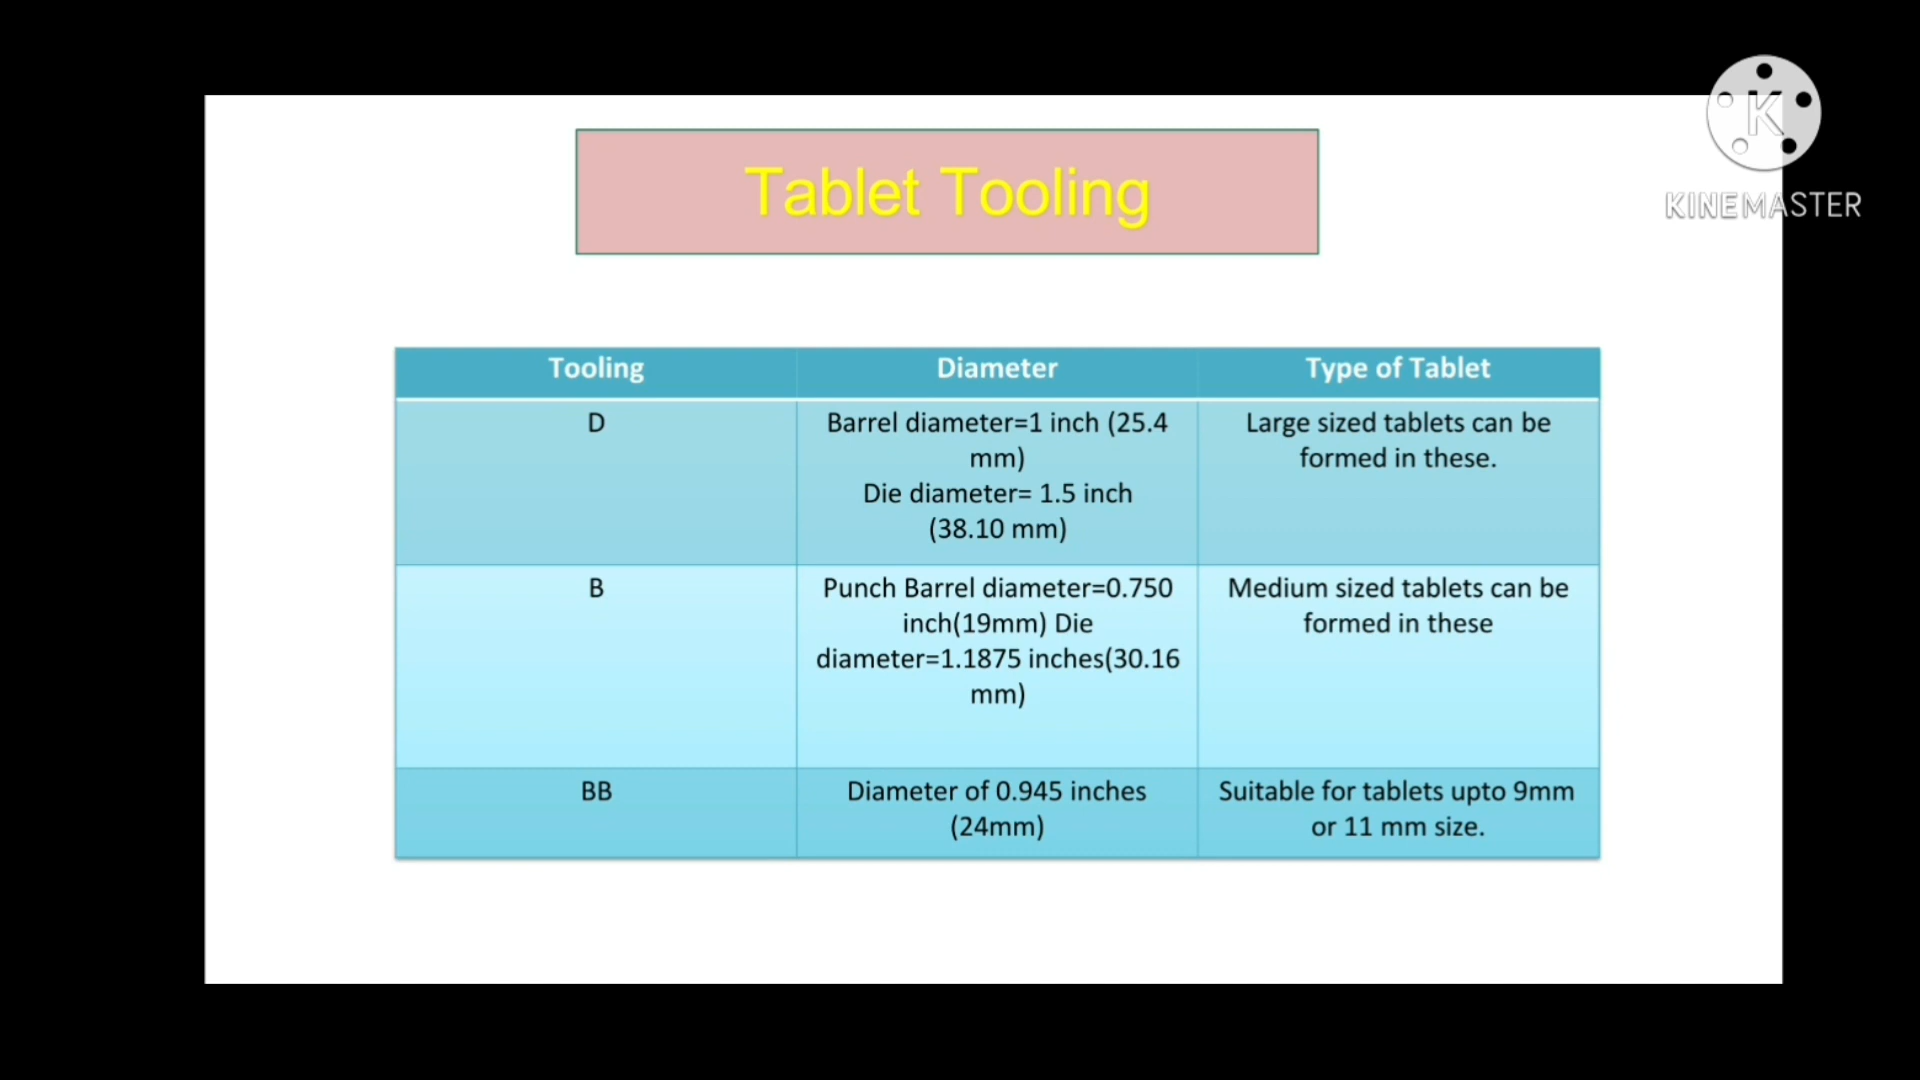 Tablet Tooling
K
KINEMASTER
Tooling
Diameter
Type of Tablet
D
Barrel diameter=1 inch (25.4
mm)
Die diameter= 1.5 inch
(38.10 mm)
Large sized tablets can be
formed in these.
B
Punch Barrel diameter=0.750
inch(19mm) Die
diameter=1.1875 inches(30.16
mm)
Medium sized tablets can be
formed in these
BB
Diameter of 0.945 inches
(24mm)
Suitable for tablets upto 9mm
or 11 mm size.